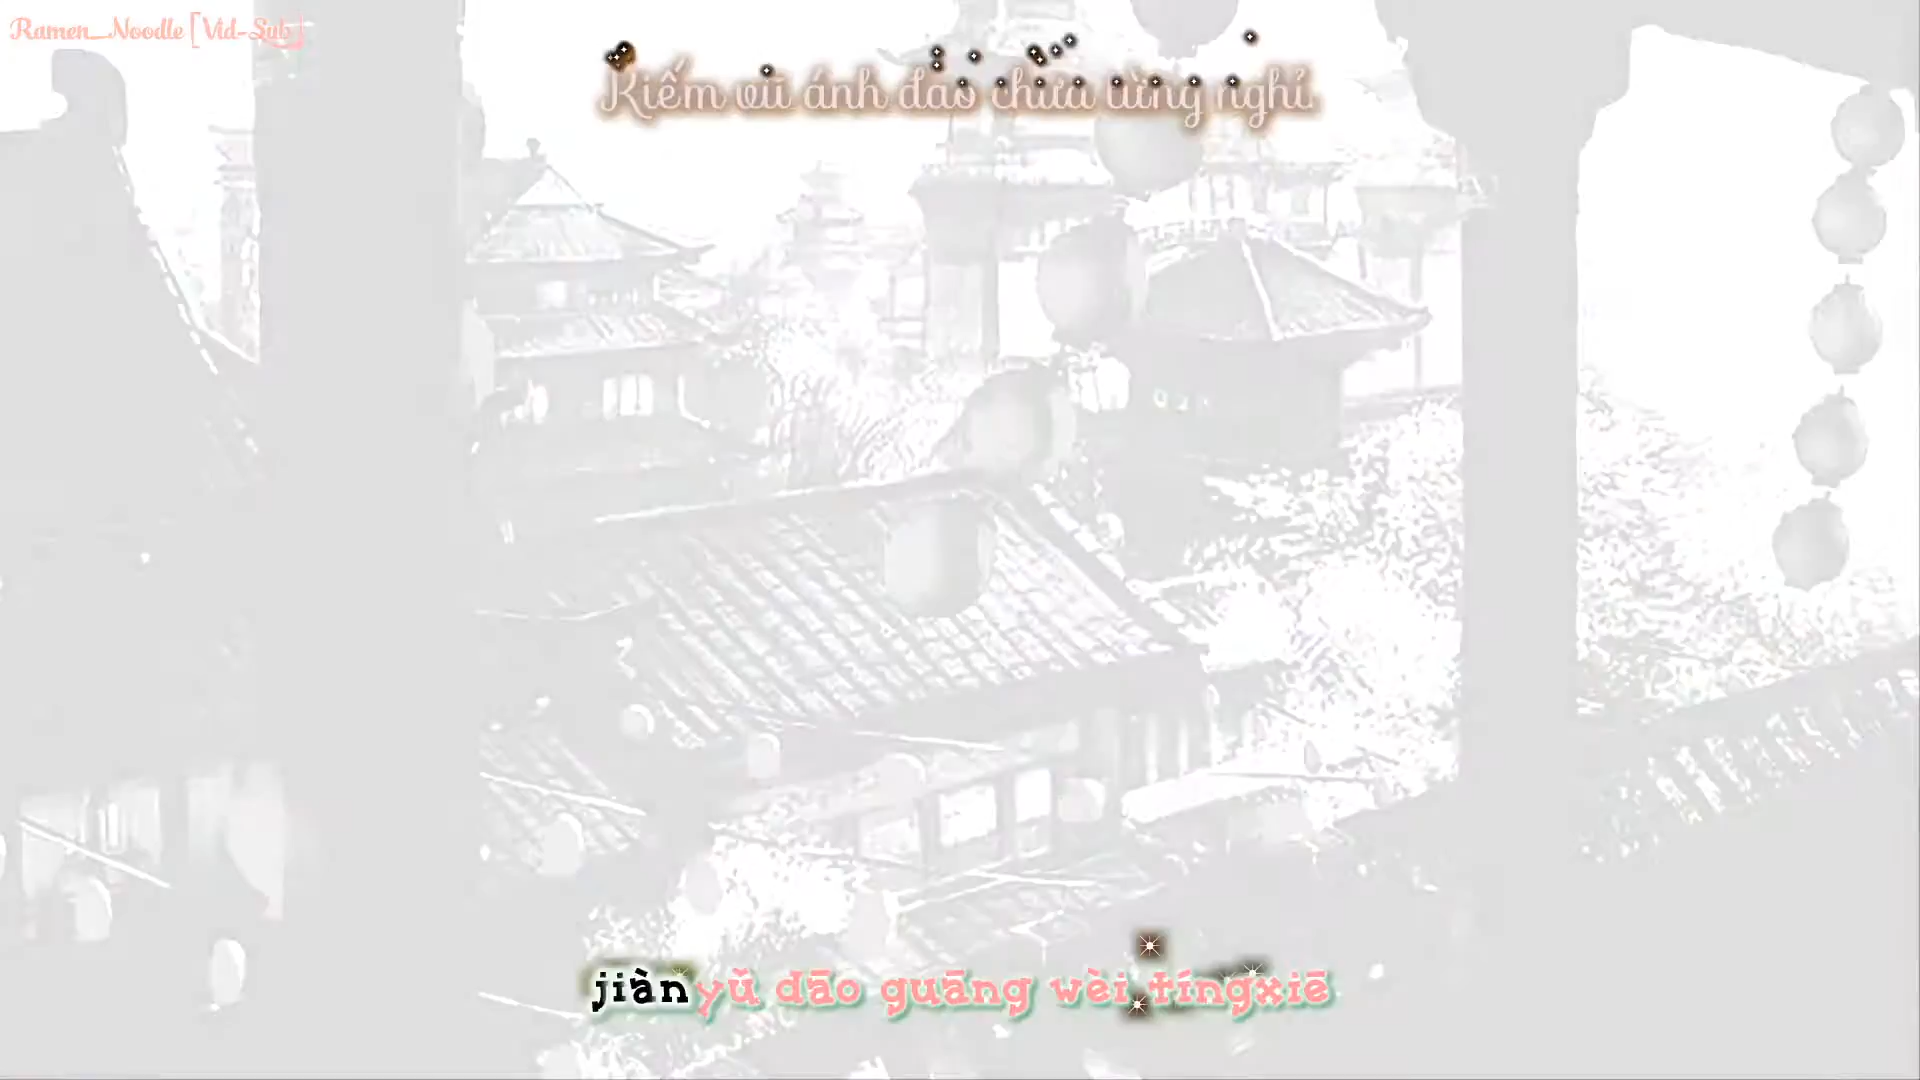 Ramen_Noodle [Vid-Sub]
Kiếm vũ ánh đao chưa từng nghỉ
jiàn yǔ dāo guāng wèi tíngxiē